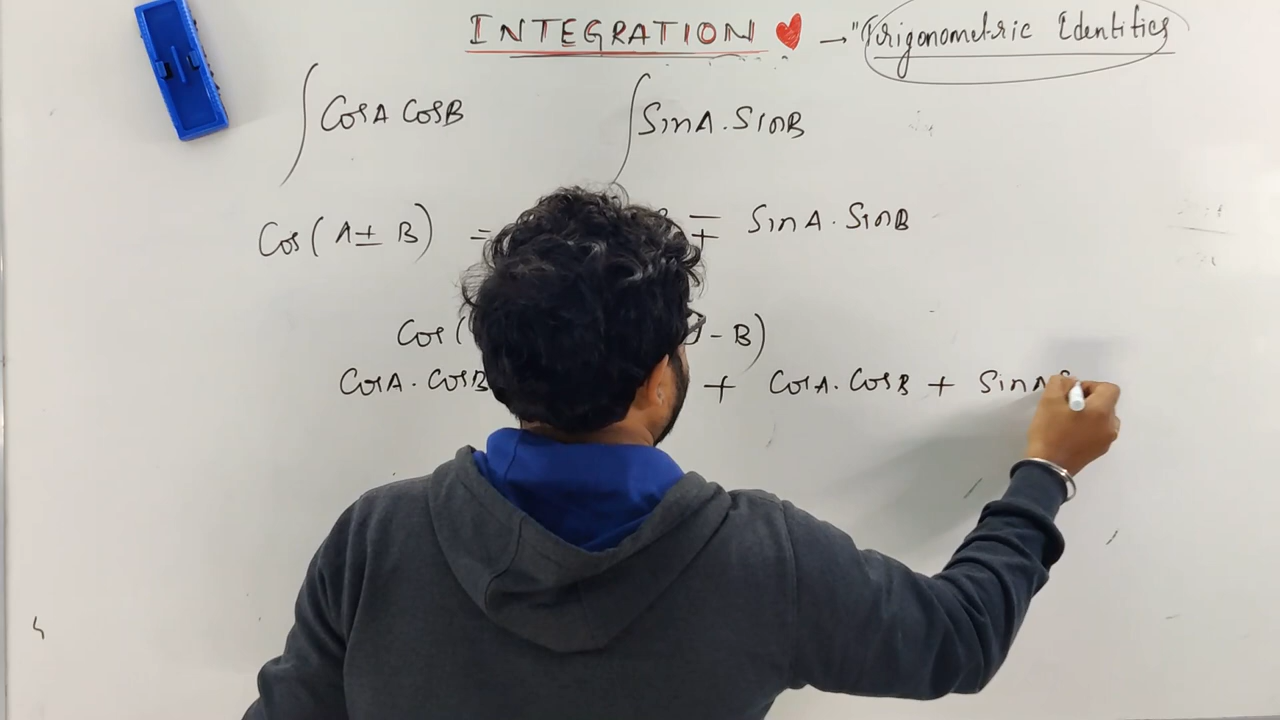 INTEGRATION ❤ → "Trigonometric Identities
∫ CosA CosB ∫ SinA. SinB
Cos( A± B) = ∓ SinA. SinB
Cos ( - B)
CosA. CosB + CosA. CosB + SinA